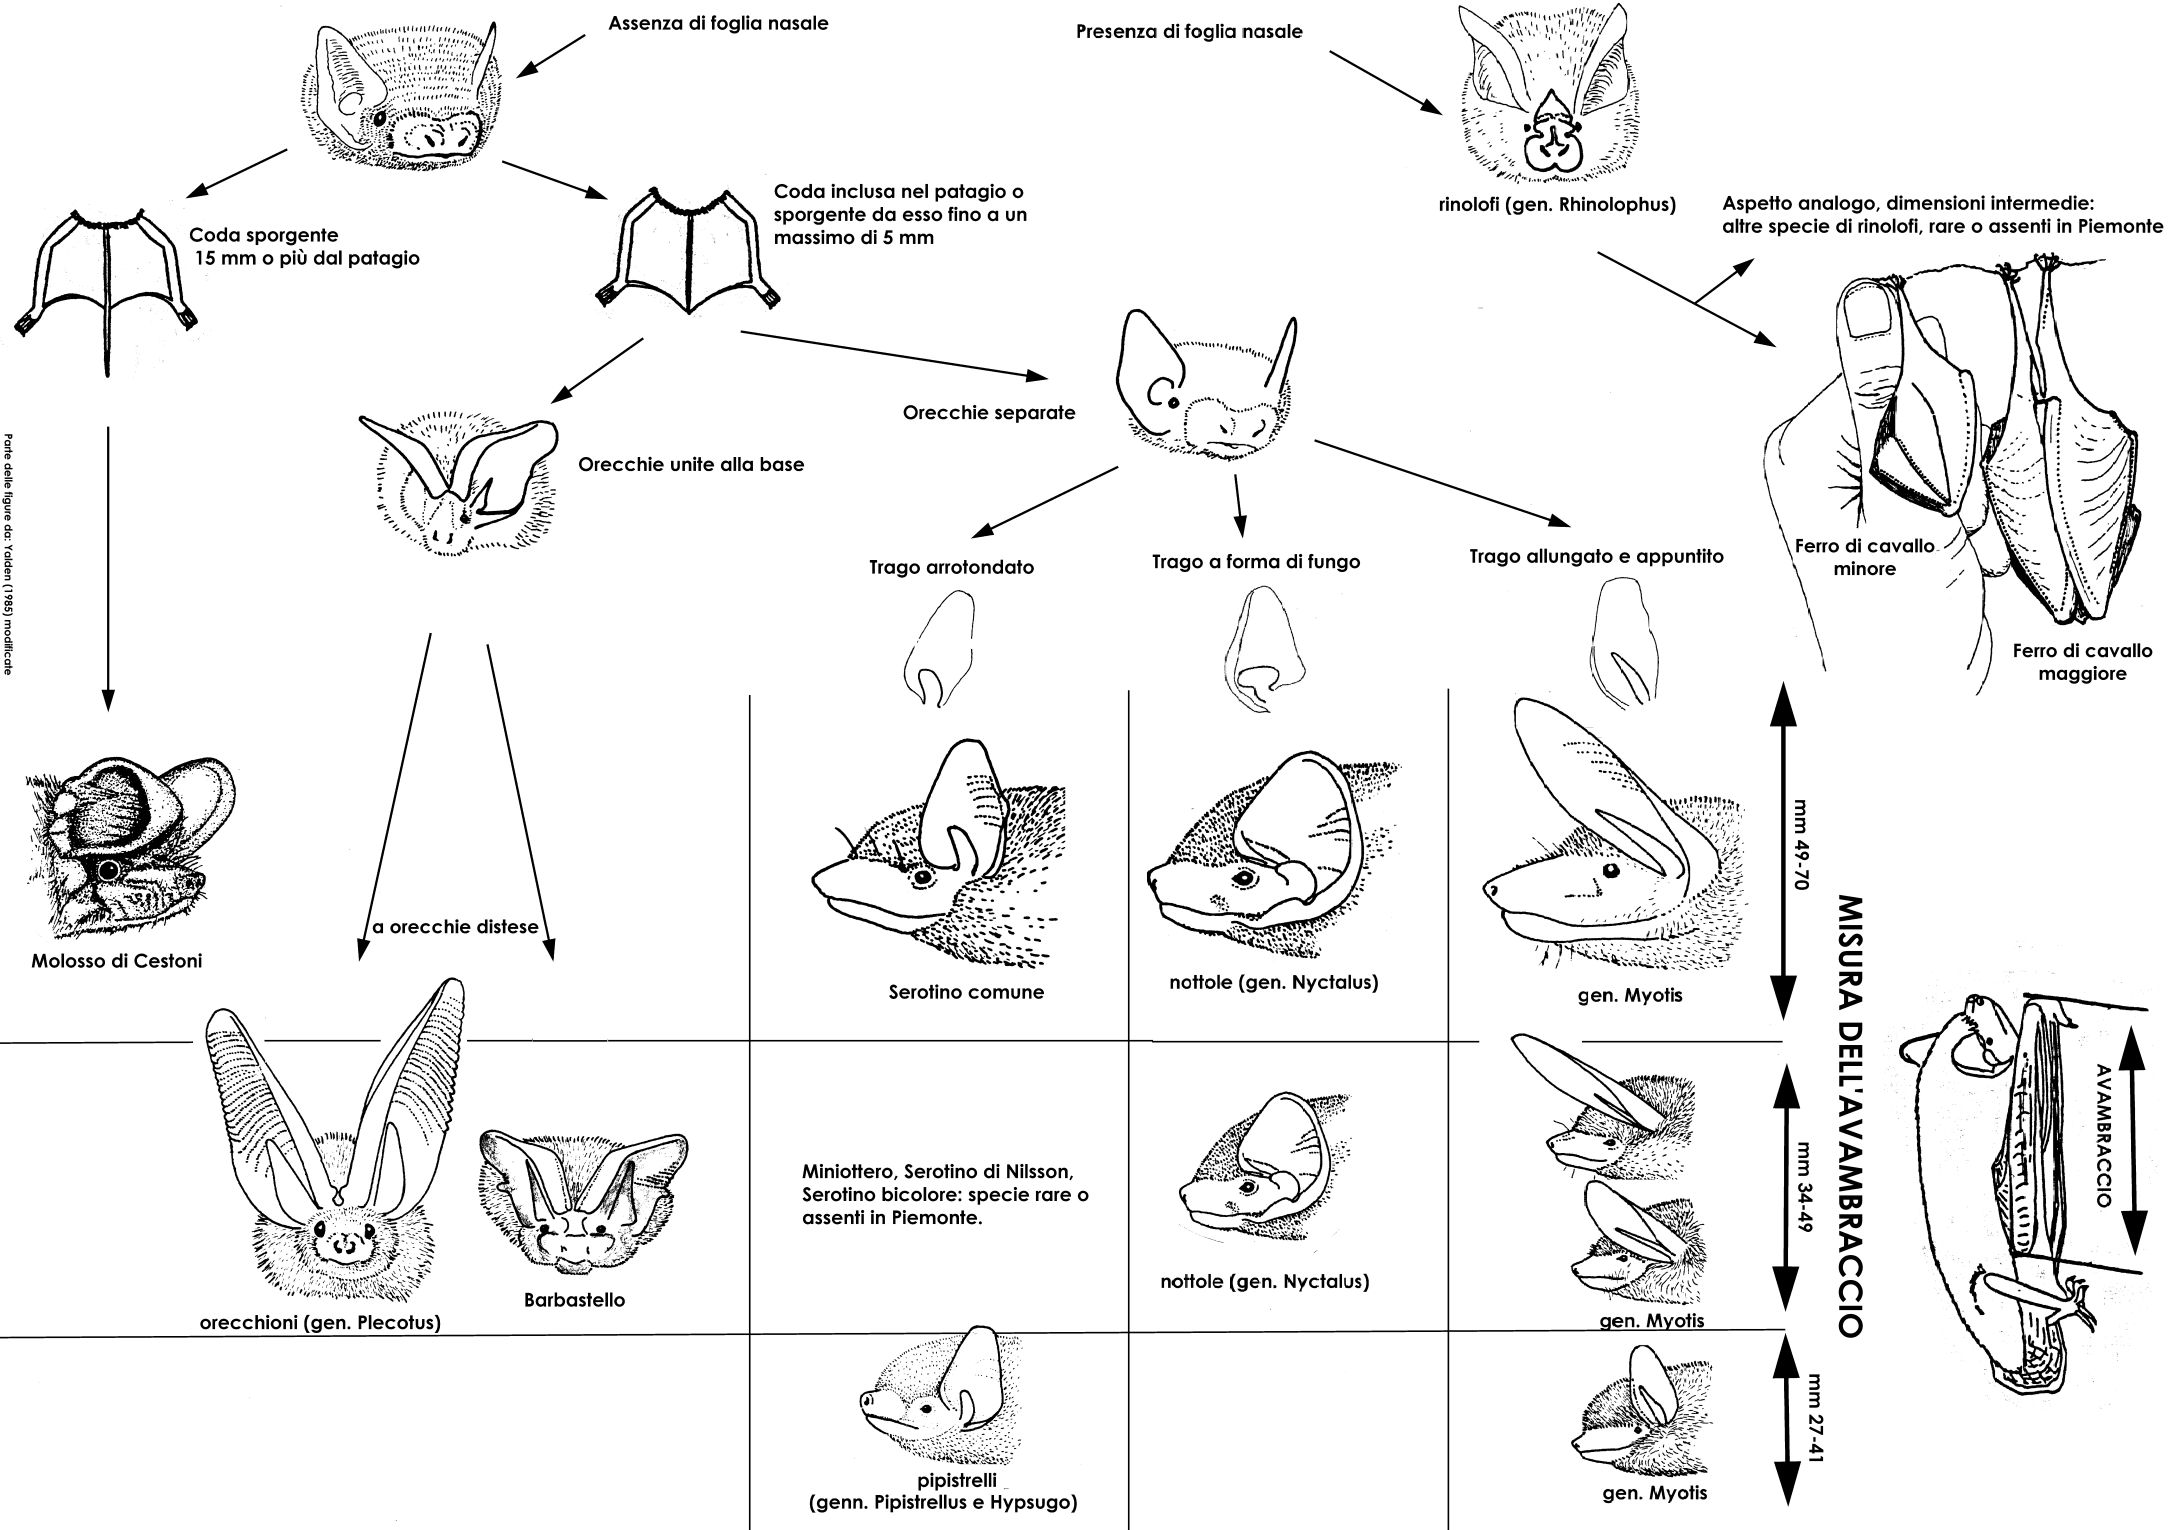 Assenza di foglia nasale
Presenza di foglia nasale
rinolofi (gen. Rhinolophus)
Aspetto analogo, dimensioni intermedie:
altre specie di rinolofi, rare o assenti in Piemonte
Coda sporgente
15 mm o più dal patagio
Coda inclusa nel patagio o
sporgente da esso fino a un
massimo di 5 mm
Orecchie separate
Orecchie unite alla base
Parte delle figure da: Yalden (1985) modificate
Trago arrotondato
Trago a forma di fungo
Trago allungato e appuntito
Ferro di cavallo
minore
Ferro di cavallo
maggiore
a orecchie distese
Molosso di Cestoni
Serotino comune
nottole (gen. Nyctalus)
gen. Myotis
mm 49-70
MISURA DELL'AVAMBRACCIO
AVAMBRACCIO
Miniottero, Serotino di Nilsson,
Serotino bicolore: specie rare o
assenti in Piemonte.
mm 34-49
nottole (gen. Nyctalus)
Barbastello
orecchioni (gen. Plecotus)
gen. Myotis
mm 27-41
pipistrelli
(genn. Pipistrellus e Hypsugo)
gen. Myotis